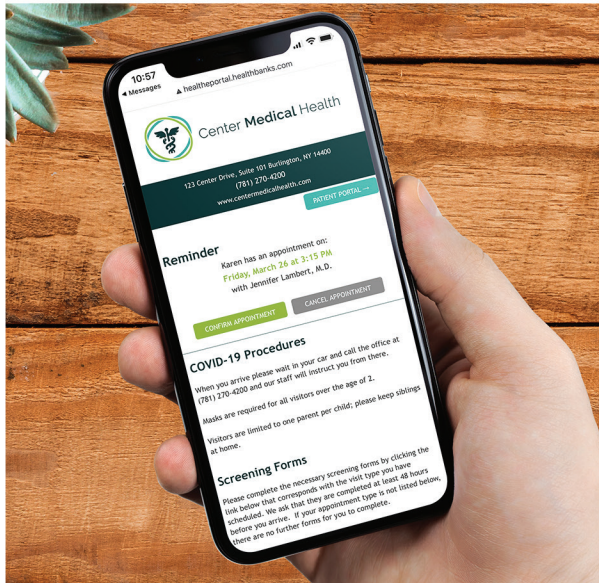 10:57
◀ Messages
▲ healtheportal.healthbanks.com
Center Medical Health
123 Center Drive, Suite 101 Burlington, NY 14400
(781) 270-4200
www.centermedicalhealth.com
PATIENT PORTAL →
Reminder
Karen has an appointment on:
Friday, March 26 at 3:15 PM
with Jennifer Lambert, M.D.
CONFIRM APPOINTMENT
CANCEL APPOINTMENT
COVID-19 Procedures
When you arrive please wait in your car and call the office at
(781) 270-4200 and our staff will instruct you from there.
Masks are required for all visitors over the age of 2.
Visitors are limited to one parent per child; please keep siblings
at home.
Screening Forms
Please complete the necessary screening forms by clicking the
link below that corresponds with the visit type you have
scheduled. We ask that they are completed at least 48 hours
before you arrive. If your appointment type is not listed below,
there are no further forms for you to complete.